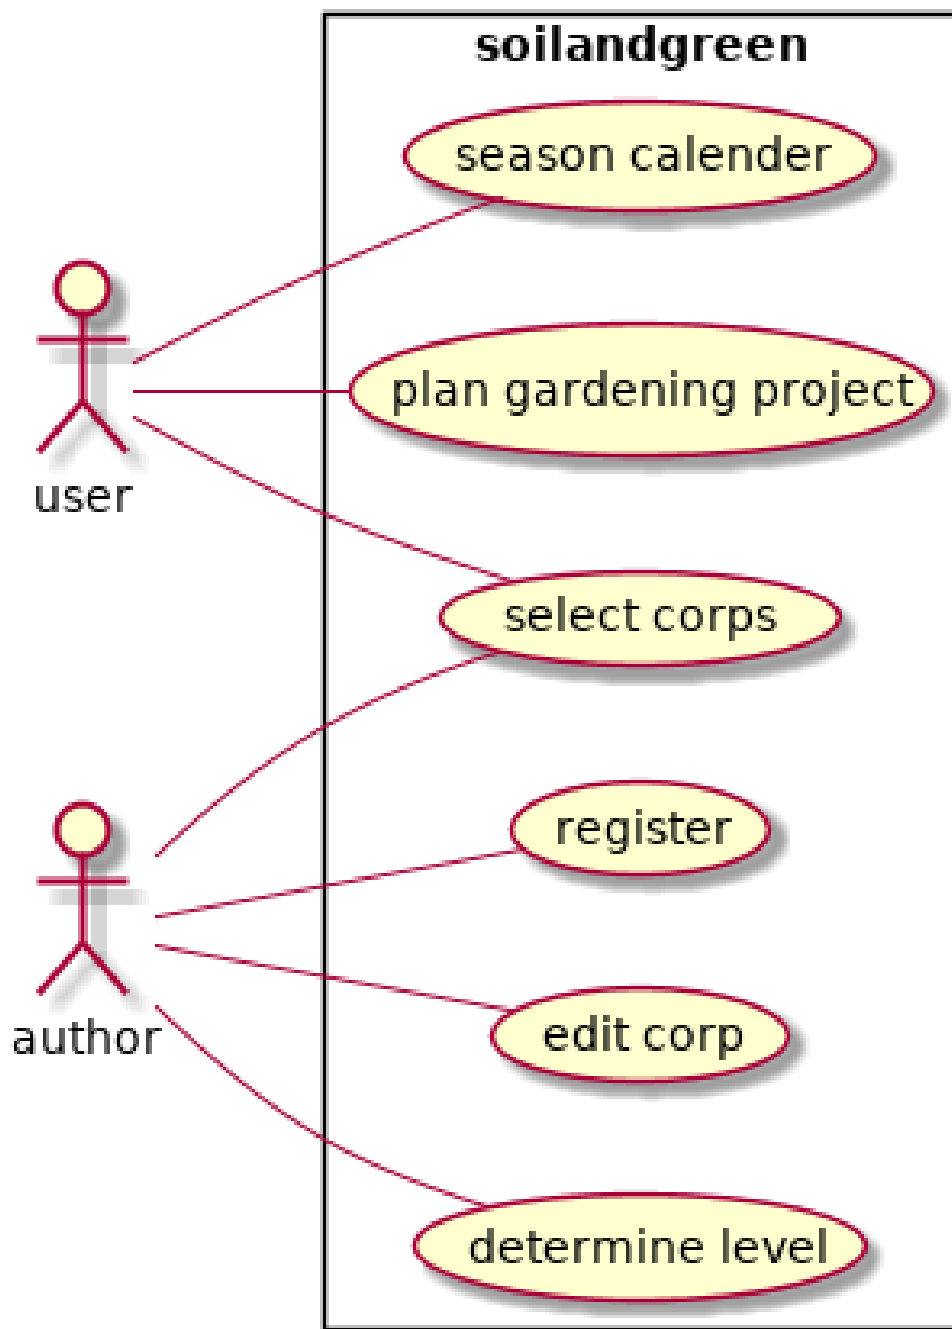 soilandgreen
season calender
plan gardening project
user
select corps
register
author
edit corp
determine level